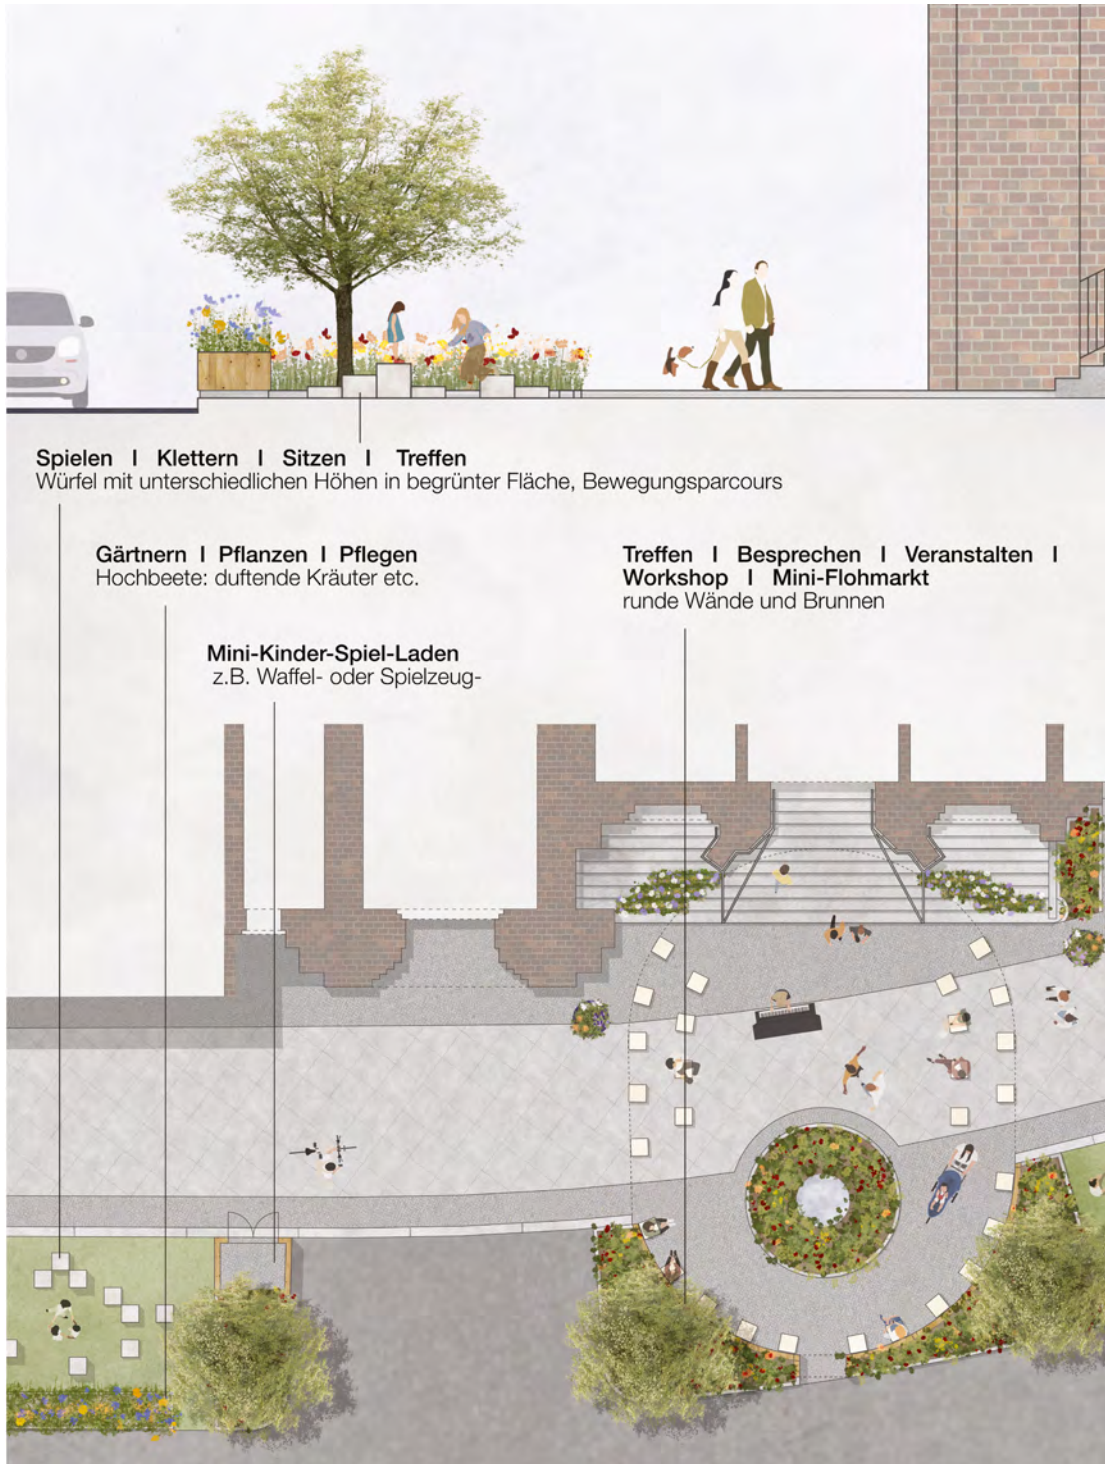 Spielen I Klettern I Sitzen I Treffen
Würfel mit unterschiedlichen Höhen in begrünter Fläche, Bewegungsparcours
Gärtnern I Pflanzen I Pflegen
Hochbeete: duftende Kräuter etc.
Mini-Kinder-Spiel-Laden
z.B. Waffel- oder Spielzeug-
Treffen I Besprechen I Veranstalten I
Workshop I Mini-Flohmarkt
runde Wände und Brunnen